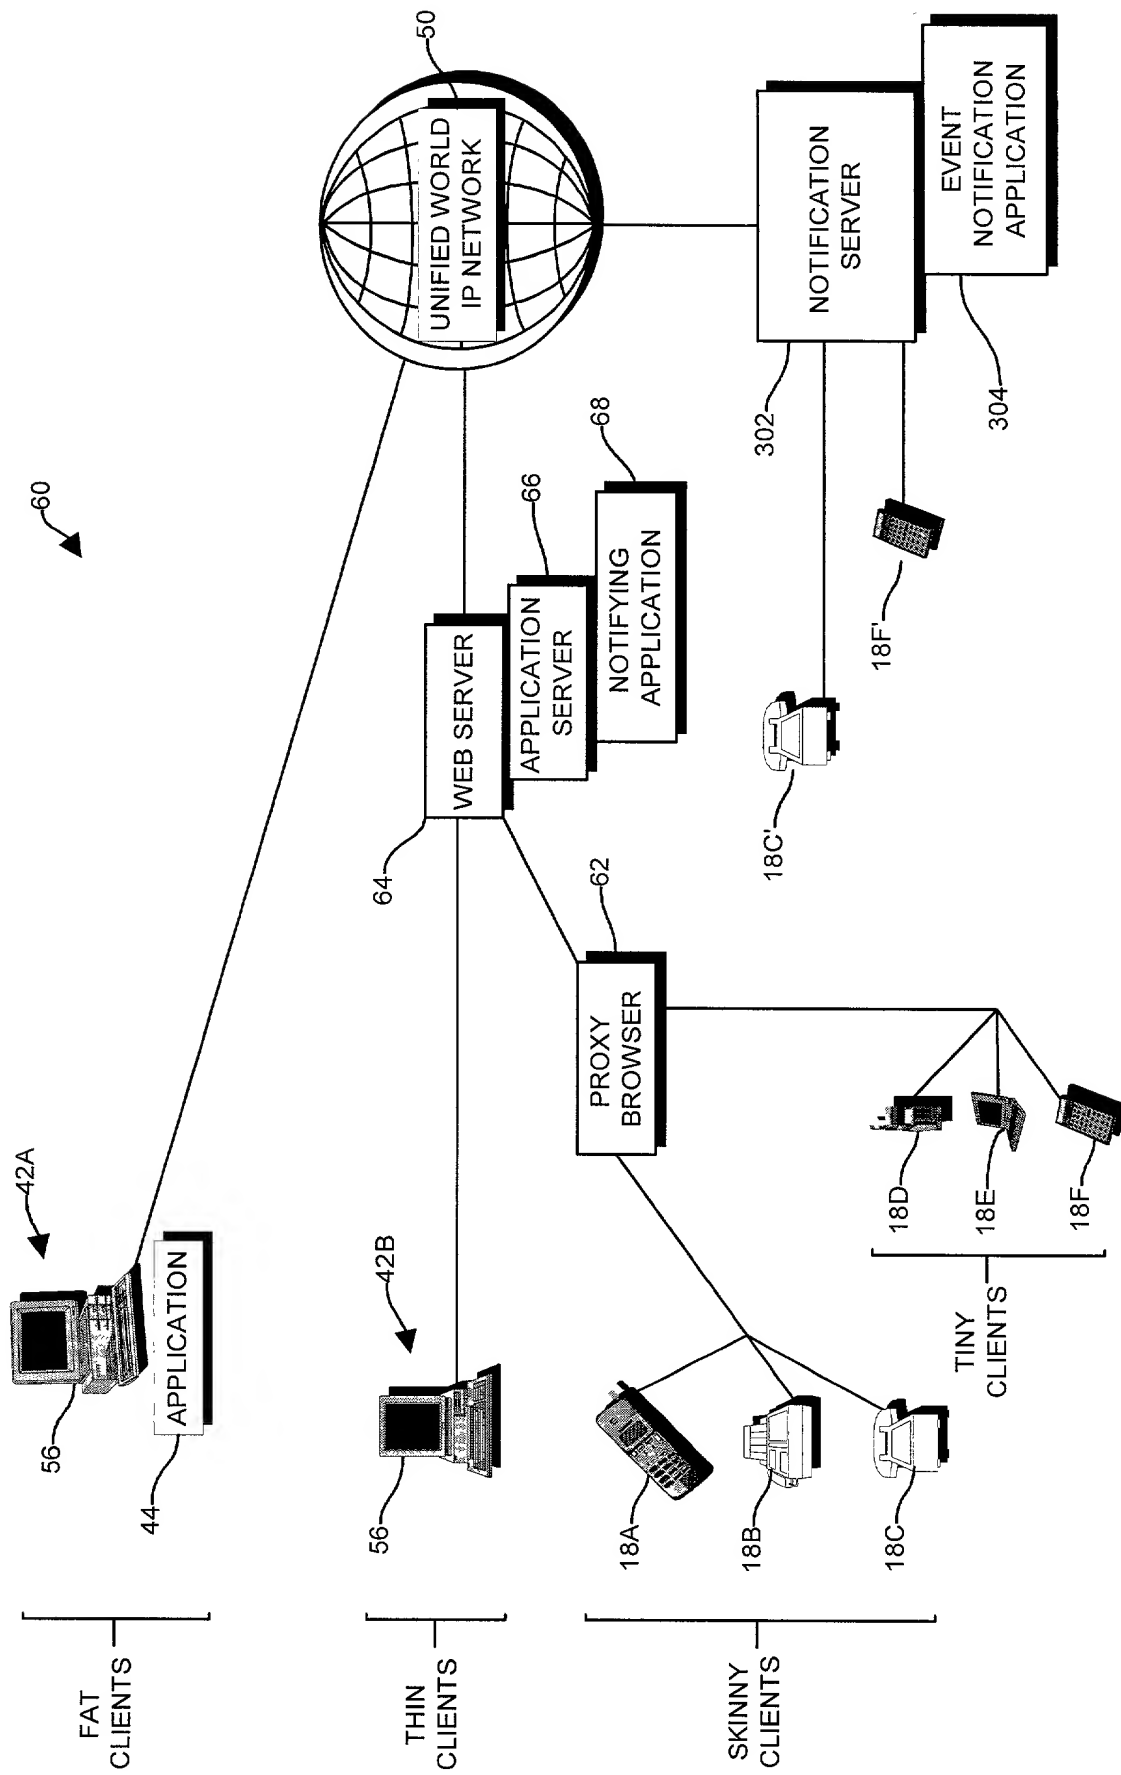 60
FAT
CLIENTS
42A
56
44
APPLICATION
50
UNIFIED WORLD
IP NETWORK
THIN
CLIENTS
42B
56
64
WEB SERVER
66
APPLICATION
SERVER
68
NOTIFYING
APPLICATION
SKINNY
CLIENTS
18A
18B
18C
62
PROXY
BROWSER
TINY
CLIENTS
18D
18E
18F
18C'
18F'
302
NOTIFICATION
SERVER
304
EVENT
NOTIFICATION
APPLICATION